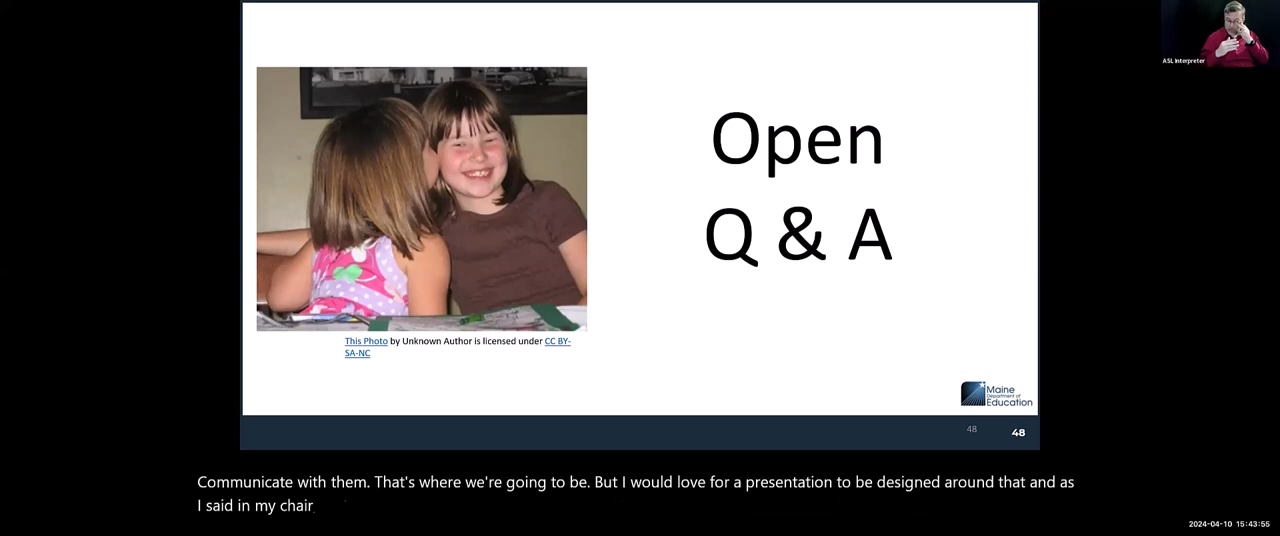 ASL Interpreter
Open
Q & A
This Photo by Unknown Author is licensed under CC BY-
SA-NC
Maine
Department of
Education
48
48
Communicate with them. That's where we're going to be. But I would love for a presentation to be designed around that and as
I said in my chair
2024-04-10 15:43:55